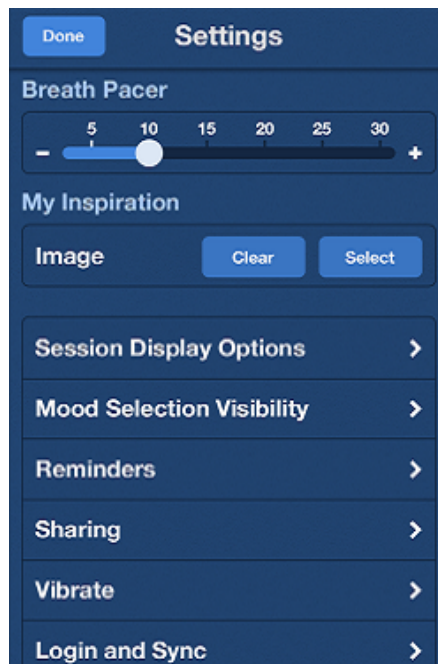 Done Settings
Breath Pacer
5 10 15 20 25 30
- +
My Inspiration
Image Clear Select
Session Display Options
Mood Selection Visibility
Reminders
Sharing
Vibrate
Login and Sync